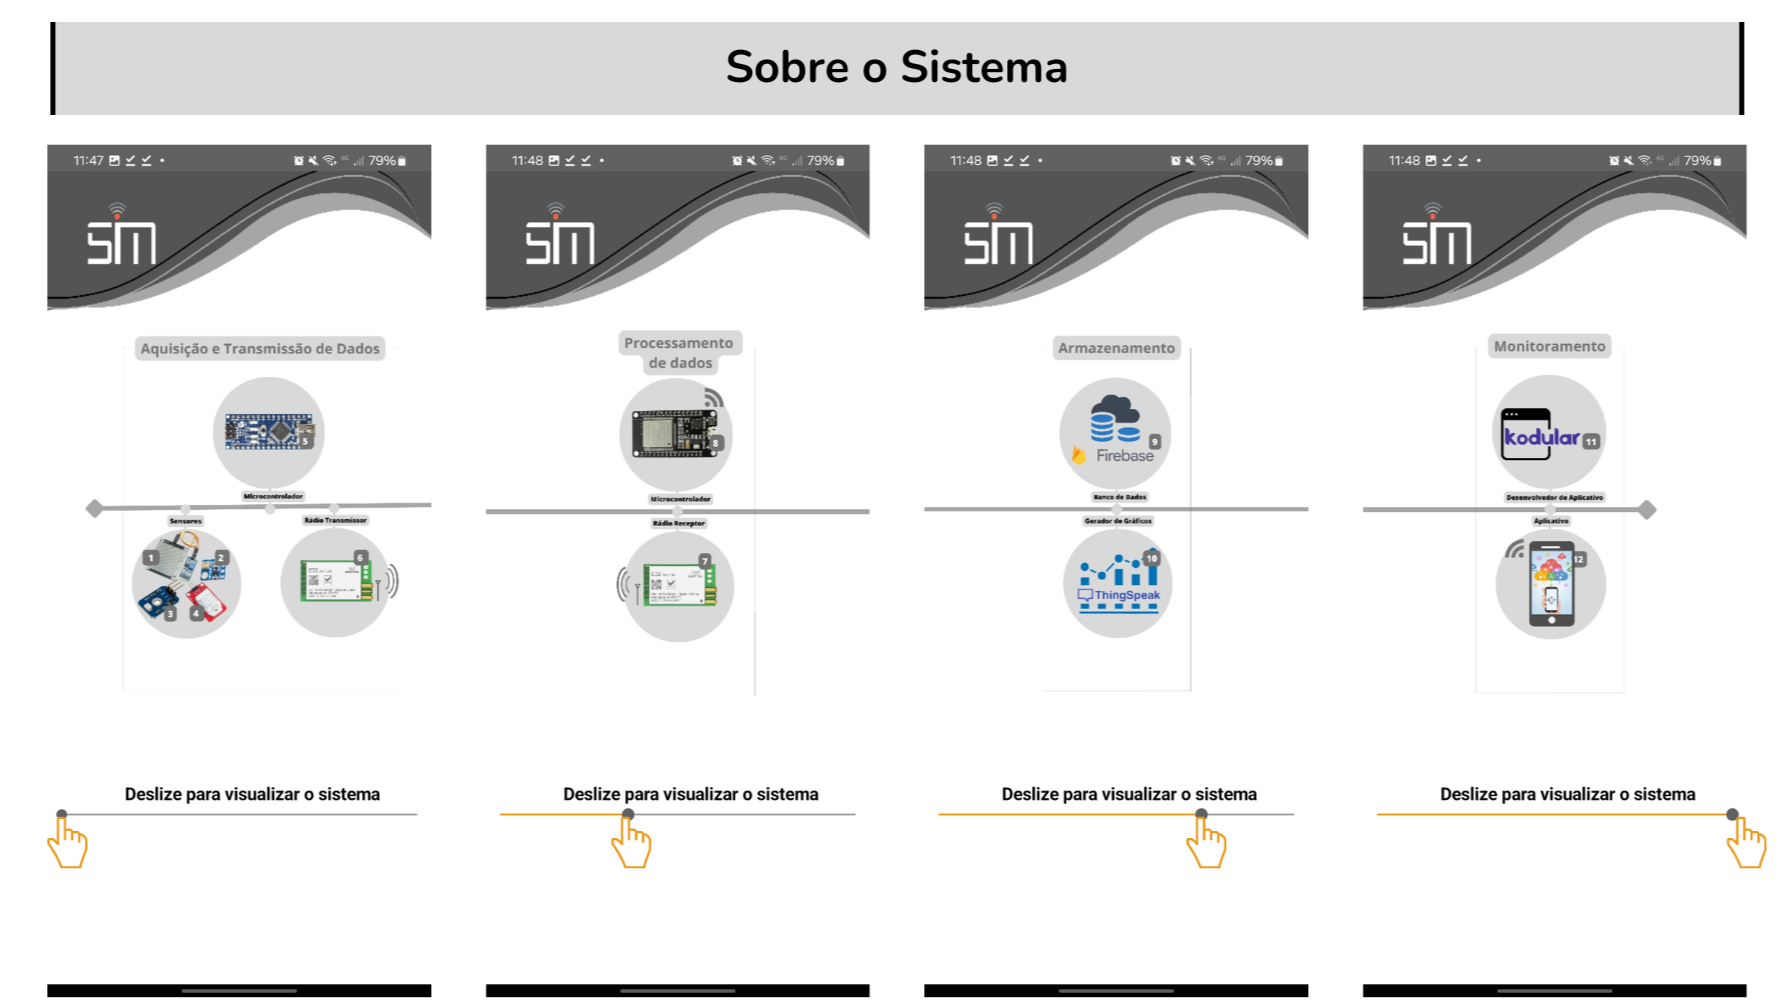 Sobre o Sistema
11:47
79%
SM
Aquisição e Transmissão de Dados
5
Microcontrolador
Sensores
Rádio Transmissor
1
2
3
4
6
Deslize para visualizar o sistema
11:48
4G
79%
SM
Processamento
de dados
8
Microcontrolador
Rádio Receptor
7
Deslize para visualizar o sistema
11:48
4G
79%
SM
Armazenamento
9
Firebase
Banco de Dados
Gerador de Gráficos
10
ThingSpeak
Deslize para visualizar o sistema
11:48
4G
79%
SM
Monitoramento
kodular
11
Desenvolvedor de Aplicativo
Aplicativo
12
Deslize para visualizar o sistema